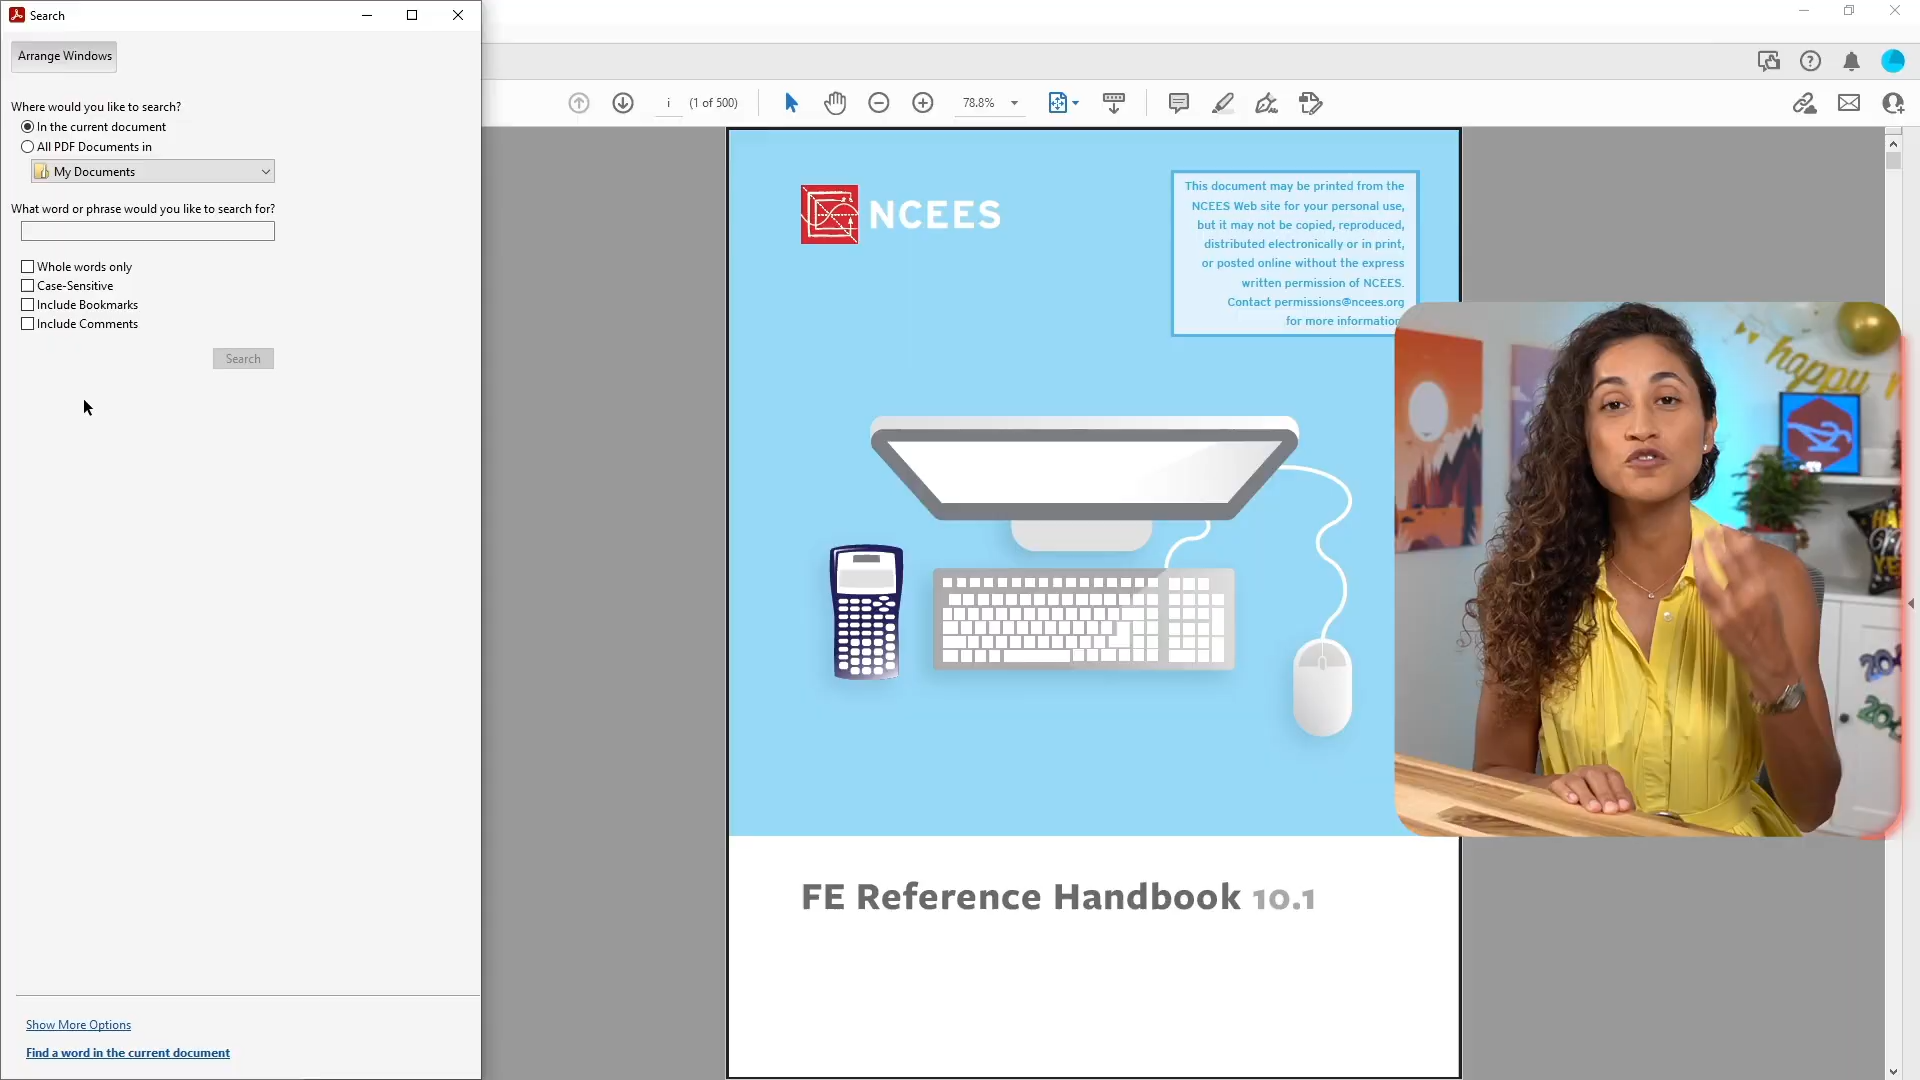 Search
Arrange Windows
Where would you like to search?
In the current document
All PDF Documents in
My Documents
What word or phrase would you like to search for?
Whole words only
Case-Sensitive
Include Bookmarks
Include Comments
Search
Show More Options
Find a word in the current document
i (1 of 500)
78.8%
NCEES
This document may be printed from the
NCEES Web site for your personal use,
but it may not be copied, reproduced,
distributed electronically or in print,
or posted online without the express
written permission of NCEES.
Contact permissions@ncees.org
for more information
FE Reference Handbook 10.1
happy